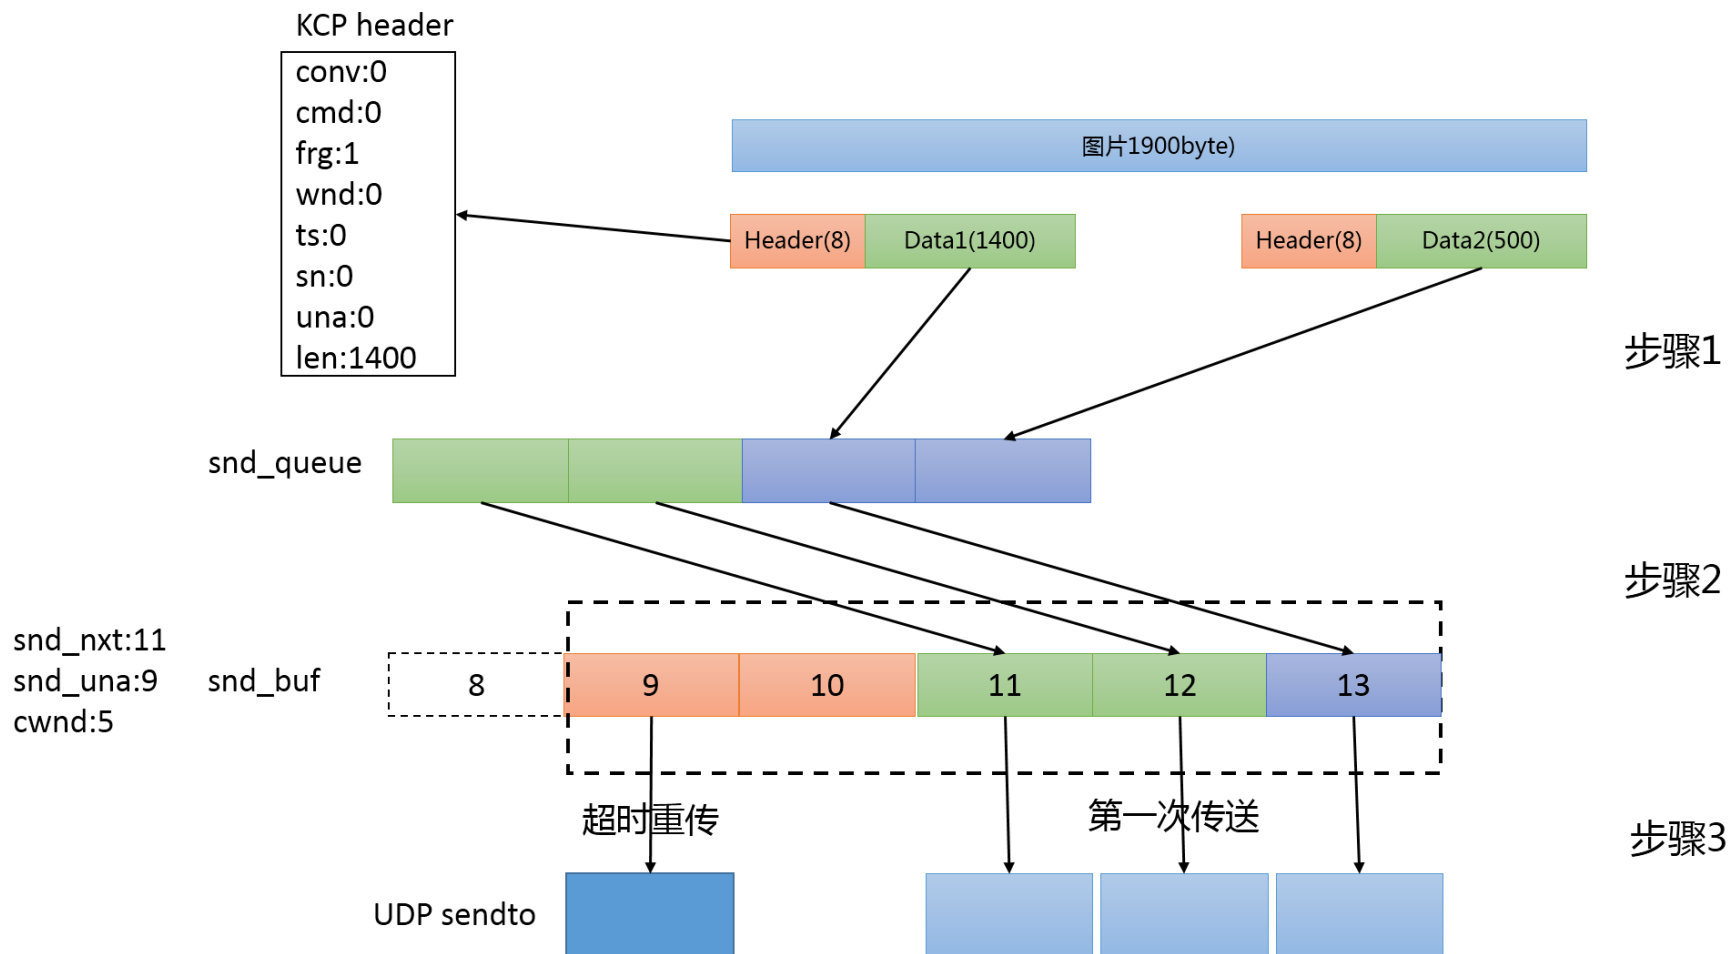 KCP header
conv:0
cmd:0
frg:1
wnd:0
ts:0
sn:0
una:0
len:1400
图片1900byte)
Header(8)
Data1(1400)
Header(8)
Data2(500)
步骤1
snd_queue
步骤2
snd_nxt:11
snd_una:9
cwnd:5
snd_buf
8
9
10
11
12
13
超时重传
第一次传送
步骤3
UDP sendto